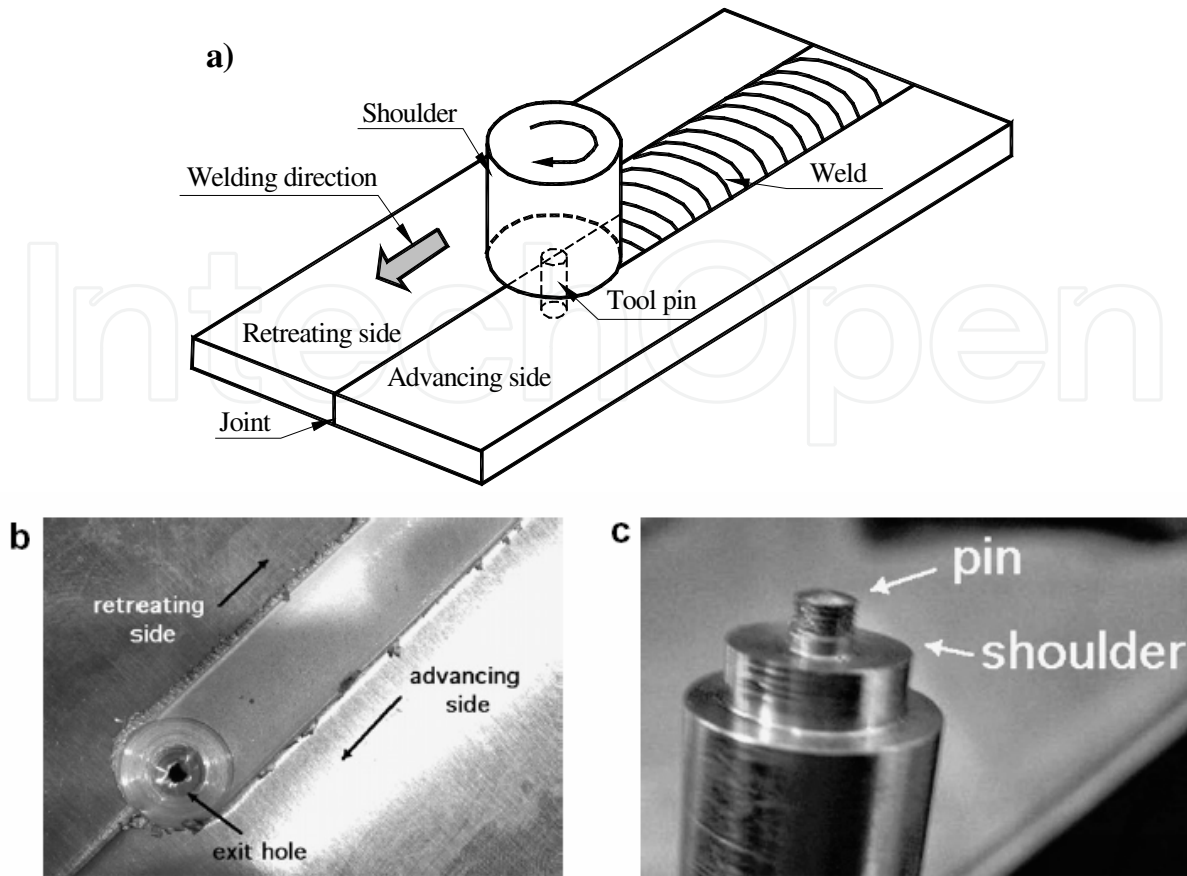 a)
Shoulder
Welding direction
Weld
Tool pin
Retreating side
Advancing side
Joint
IntechOpen
b
retreating
side
advancing
side
exit hole
c
pin
shoulder